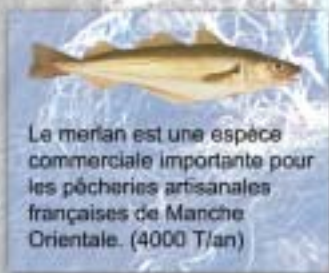 Le merlan est une espèce
commerciale importante pour
les pêcheries artisanales
françaises de Manche
Orientale. (4000 T/an)